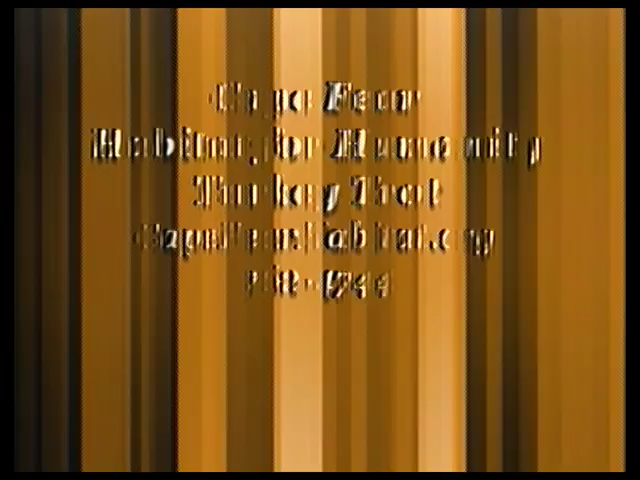 Cape Fear
Habitat for Humanity
Turkey Trot
CapeFearHabitat.org